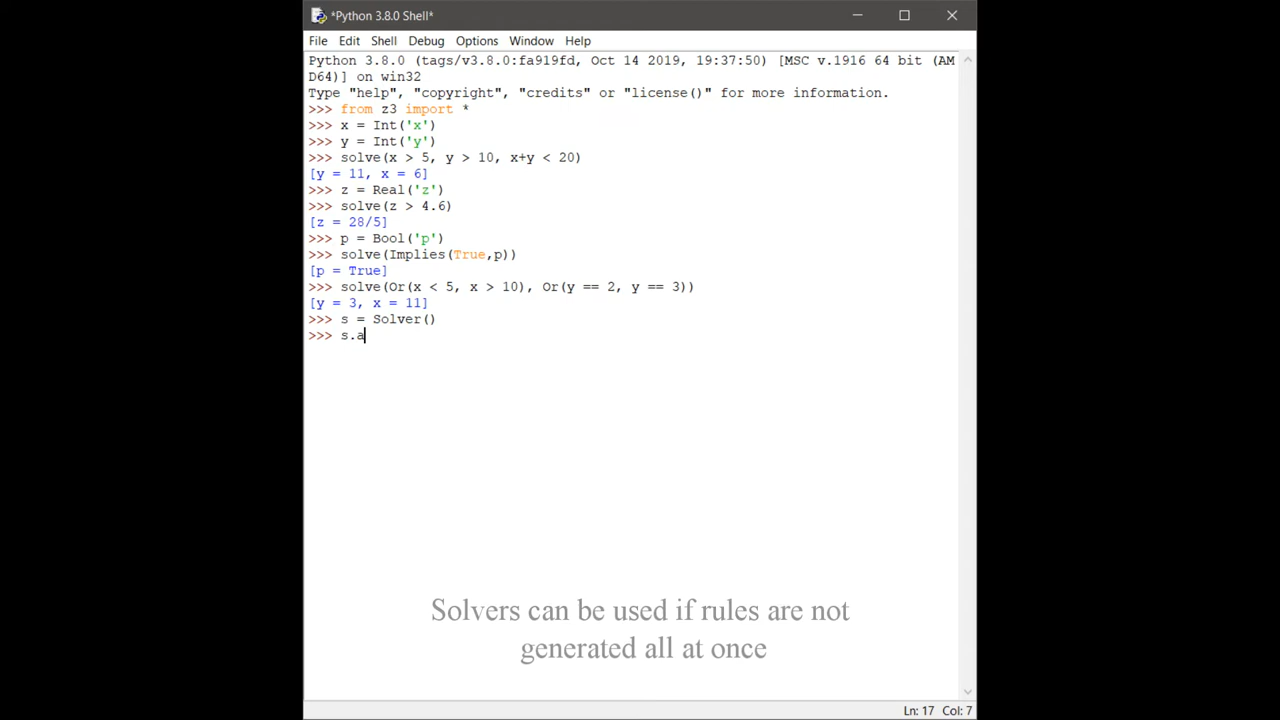 *Python 3.8.0 Shell*
File Edit Shell Debug Options Window Help
Python 3.8.0 (tags/v3.8.0:fa919fd, Oct 14 2019, 19:37:50) [MSC v.1916 64 bit (AM
D64)] on win32
Type "help", "copyright", "credits" or "license()" for more information.
>>> from z3 import *
>>> x = Int('x')
>>> y = Int('y')
>>> solve(x > 5, y > 10, x+y < 20)
[y = 11, x = 6]
>>> z = Real('z')
>>> solve(z > 4.6)
[z = 28/5]
>>> p = Bool('p')
>>> solve(Implies(True,p))
[p = True]
>>> solve(Or(x < 5, x > 10), Or(y == 2, y == 3))
[y = 3, x = 11]
>>> s = Solver()
>>> s.a
Solvers can be used if rules are not
generated all at once
Ln: 17 Col: 7